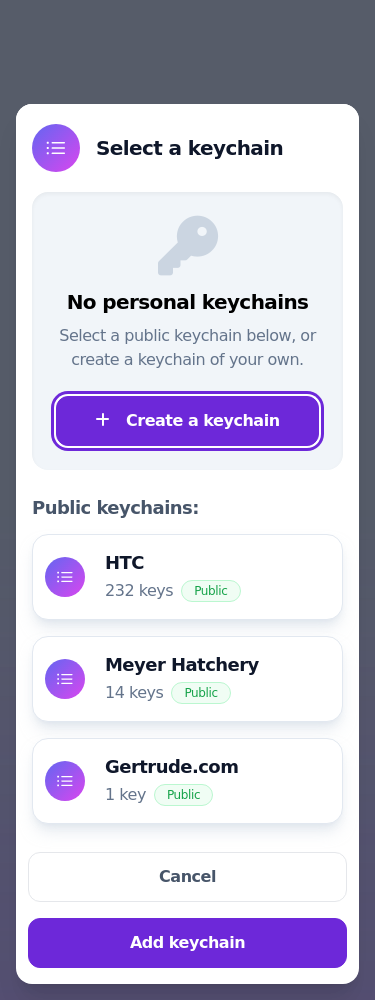 Select a keychain
No personal keychains
Select a public keychain below, or
create a keychain of your own.
+ Create a keychain
Public keychains:
HTC
232 keys Public
Meyer Hatchery
14 keys Public
Gertrude.com
1 key Public
Cancel
Add keychain